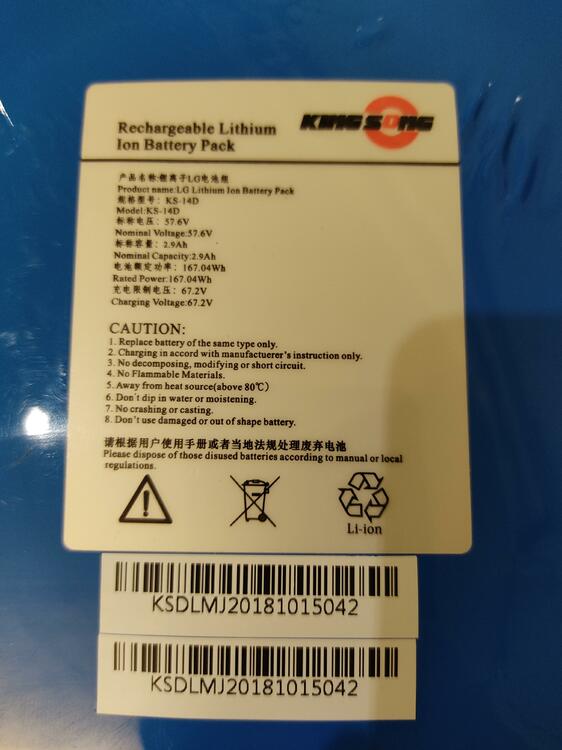 Rechargeable Lithium
Ion Battery Pack
KING SONG
产品名称:锂离子LG电池组
Product name:LG Lithium Ion Battery Pack
规格型号：KS-14D
Model:KS-14D
标称电压：57.6V
Nominal Voltage:57.6V
标称容量：2.9Ah
Nominal Capacity:2.9Ah
电池额定功率：167.04Wh
Rated Power:167.04Wh
充电限制电压：67.2V
Charging Voltage:67.2V
CAUTION:
1. Replace battery of the same type only.
2. Charging in accord with manufactuerer's instruction only.
3. No decomposing, modifying or short circuit.
4. No Flammable Materials.
5. Away from heat source(above 80℃)
6. Don't dip in water or moistening.
7. No crashing or casting.
8. Don't use damaged or out of shape battery.
请根据用户使用手册或者当地法规处理废弃电池
Please dispose of those disused batteries according to manual or local
regulations.
Li-ion
KSDLMJ20181015042
KSDLMJ20181015042